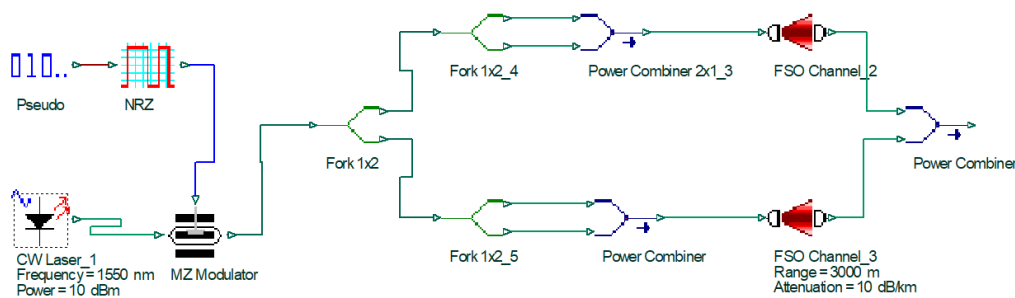 010..
Pseudo
NRZ
Fork 1x2_4
Power Combiner 2x1_3
FSO Channel_2
Fork 1x2
Power Combiner
CW Laser_1
Frequency = 1550 nm
Power = 10 dBm
MZ Modulator
Fork 1x2_5
Power Combiner
FSO Channel_3
Range = 3000 m
Attenuation = 10 dB/km